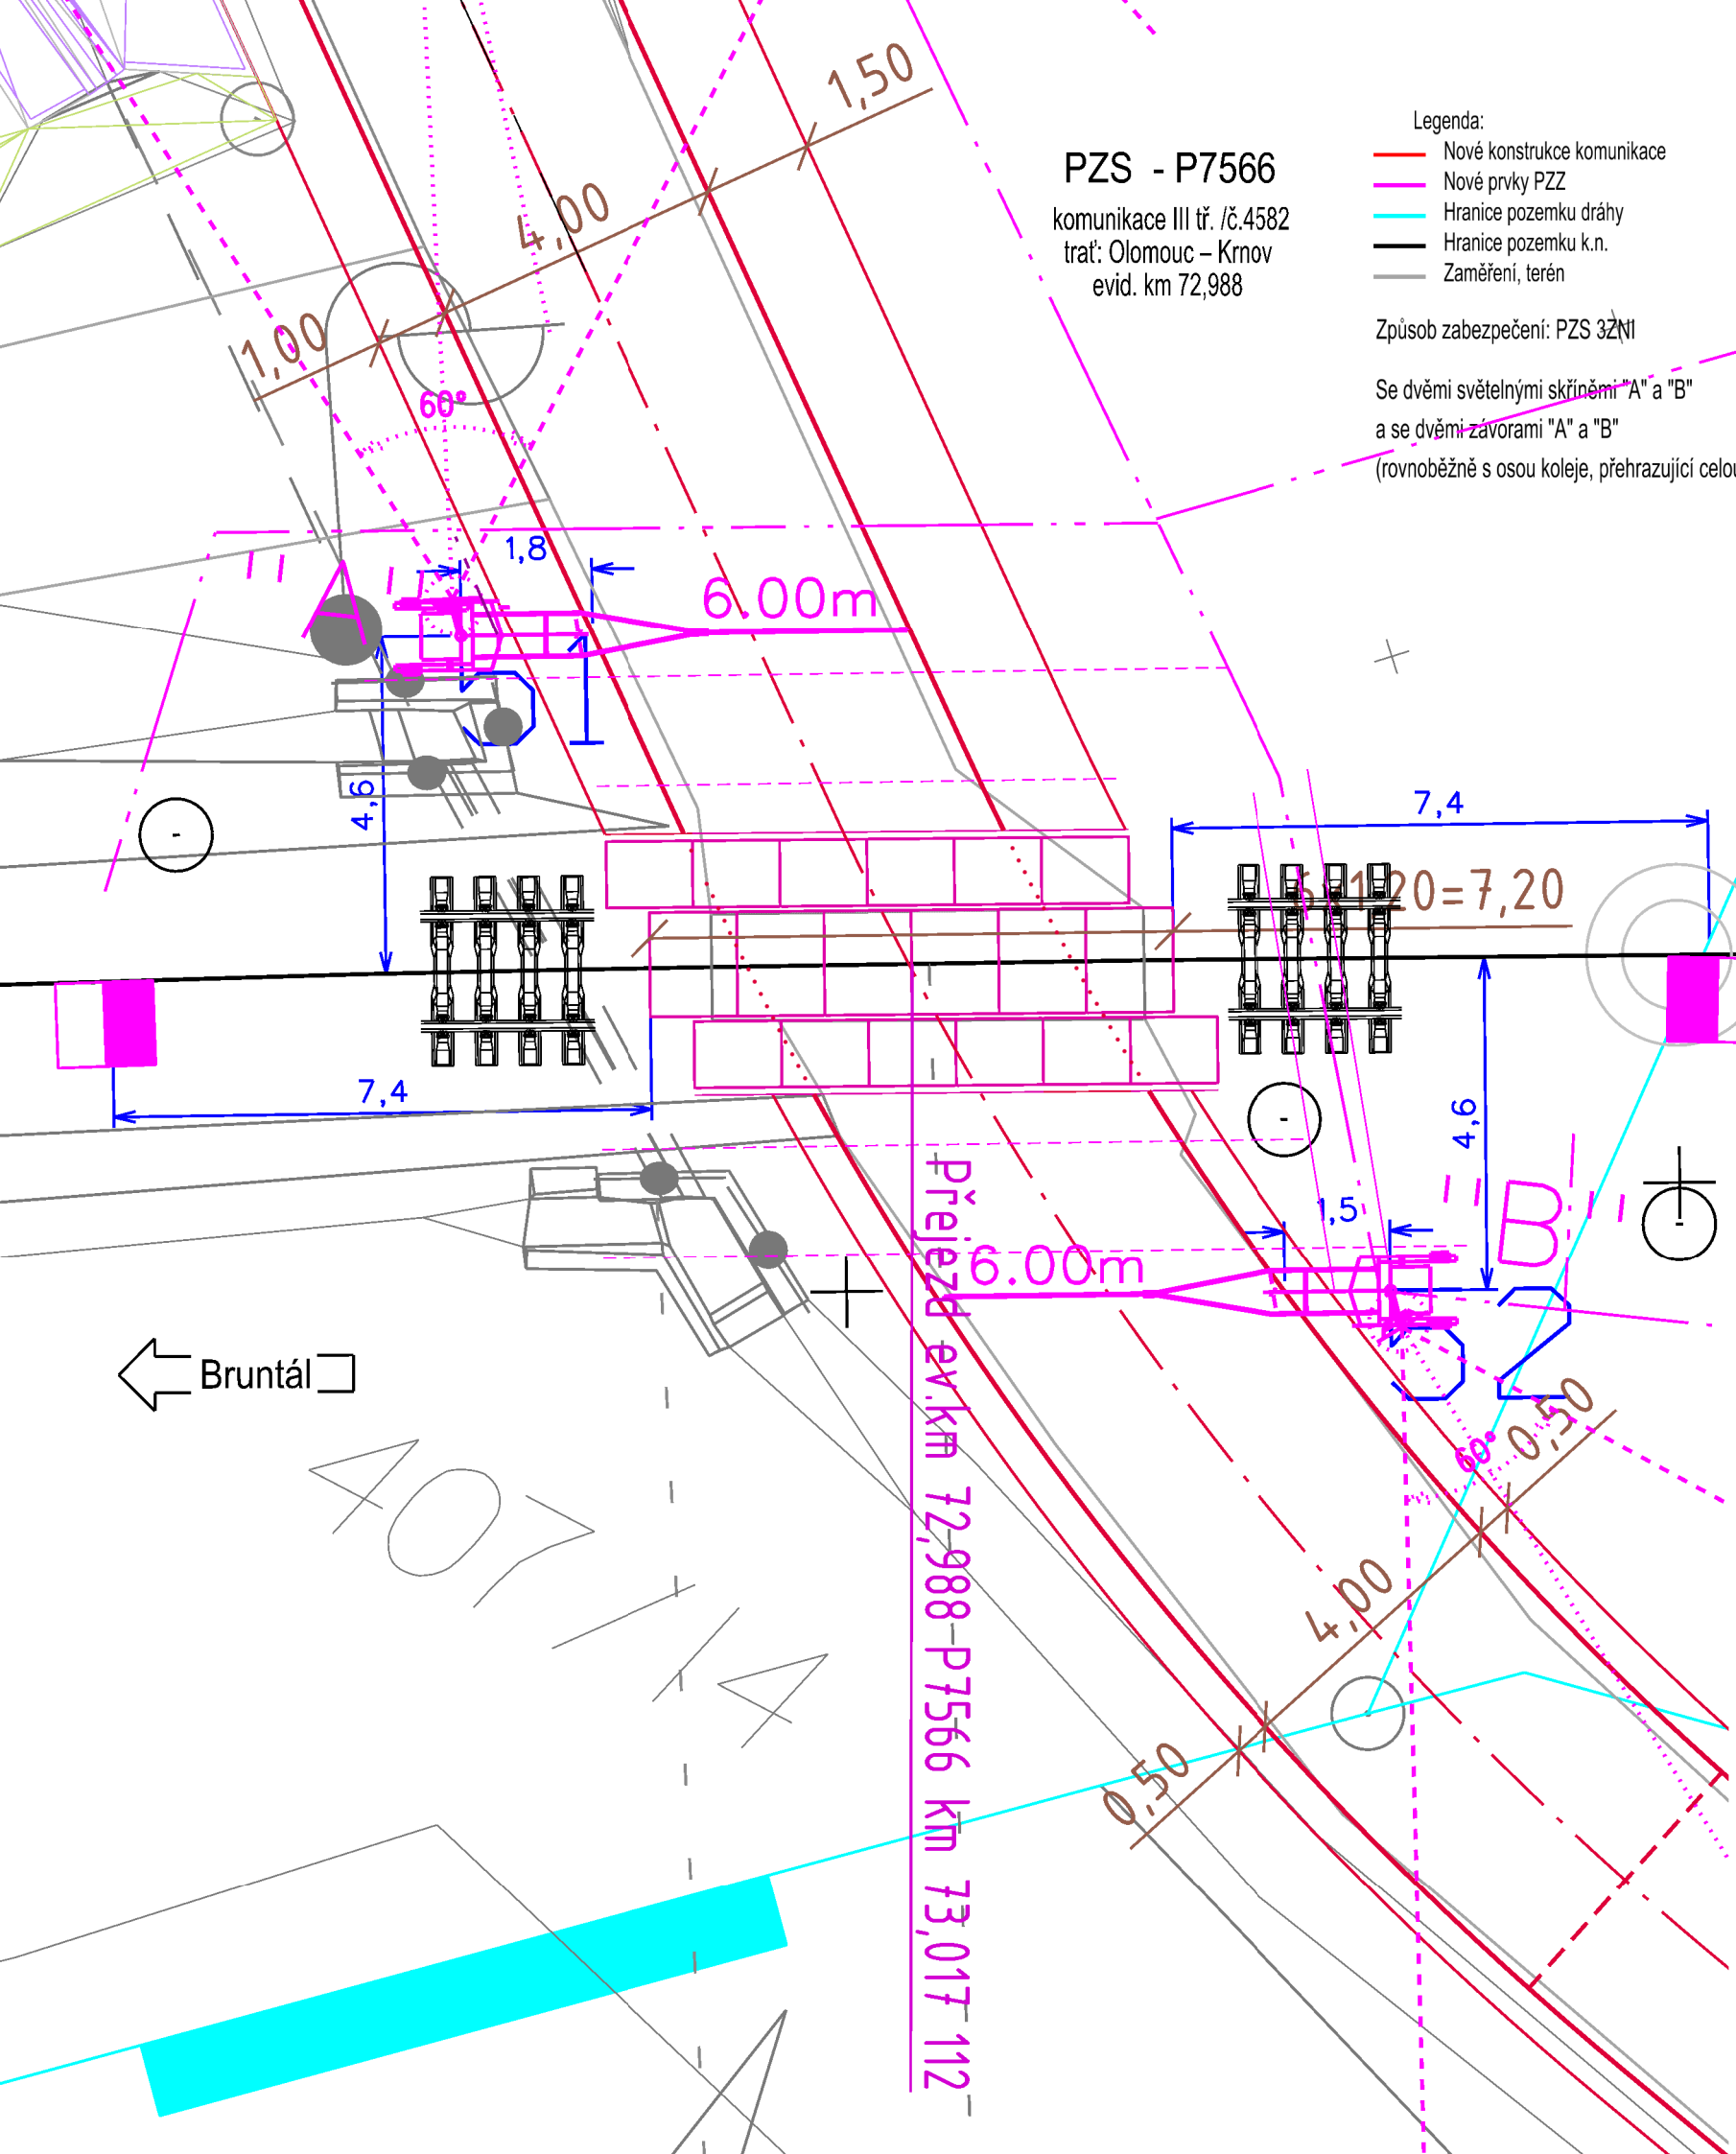 1,50
4,00
1,00
60°
PZS - P7566
komunikace III tř. /č.4582
trať: Olomouc – Krnov
evid. km 72,988
Legenda:
Nové konstrukce komunikace
Nové prvky PZZ
Hranice pozemku dráhy
Hranice pozemku k.n.
Zaměření, terén
Způsob zabezpečení: PZS 3ZNI
Se dvěmi světelnými skříněmi "A" a "B"
a se dvěmi závorami "A" a "B"
(rovnoběžně s osou koleje, přehrazující celou
"A"
1,8
6.00m
4,6
7,4
6x1,20=7,20
7,4
4,6
"B"
1,5
6.00m
Bruntál
60°
0,50
4,00
0,50
407/4
Přejezd ev.km 72,988 P7566 km 73,017 112